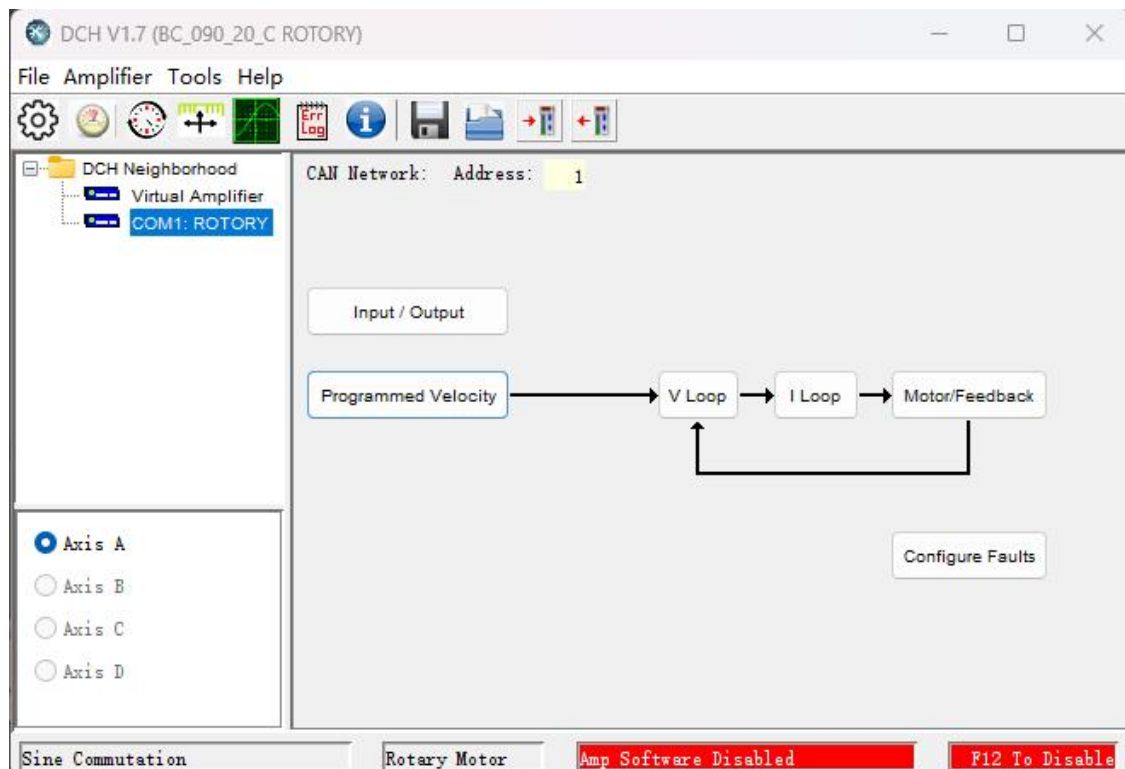 DCH V1.7 (BC_090_20_C ROTORY)
File Amplifier Tools Help
Err
Log
DCH Neighborhood
Virtual Amplifier
COM1: ROTORY
CAN Network: Address: 1
Input / Output
Programmed Velocity
V Loop
I Loop
Motor/Feedback
Configure Faults
Axis A
Axis B
Axis C
Axis D
Sine Commutation
Rotary Motor
Amp Software Disabled
F12 To Disable